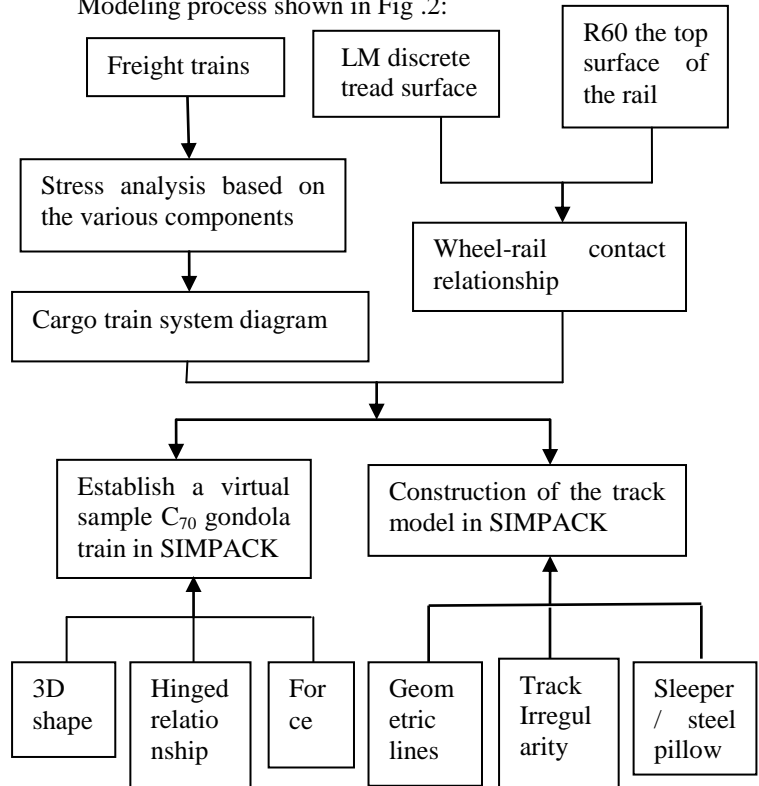 Modeling process shown in Fig .2:
Freight trains
LM discrete
tread surface
R60 the top
surface of
the rail
Stress analysis based on
the various components
Wheel-rail contact
relationship
Cargo train system diagram
Establish a virtual
sample C₇₀ gondola
train in SIMPACK
Construction of the track
model in SIMPACK
3D
shape
Hinged
relatio
nship
For
ce
Geom
etric
lines
Track
Irregul
arity
Sleeper
/ steel
pillow